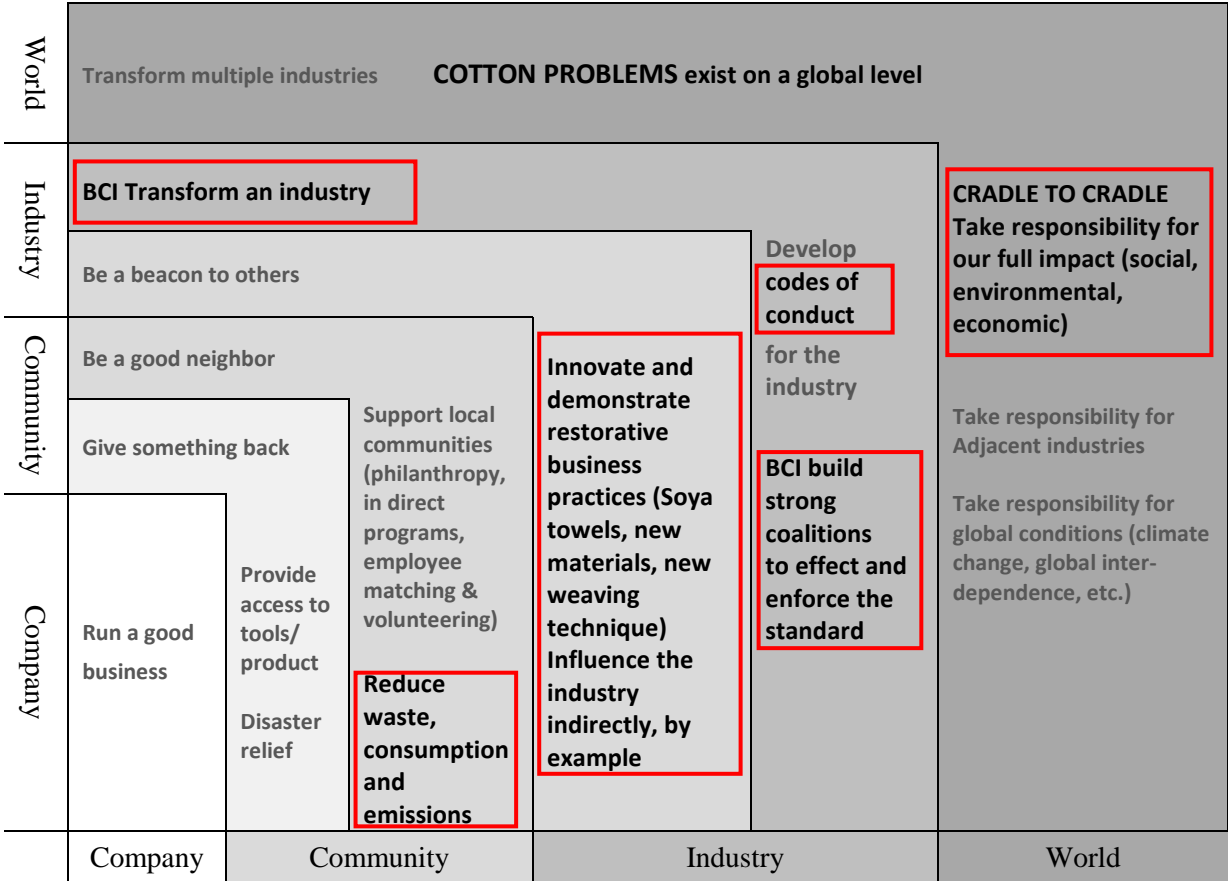 World
Transform multiple industries COTTON PROBLEMS exist on a global level
Industry
BCI Transform an industry
Be a beacon to others
Develop
codes of
conduct
for the
industry
BCI build
strong
coalitions
to effect and
enforce the
standard
CRADLE TO CRADLE
Take responsibility for
our full impact (social,
environmental,
economic)
Take responsibility for
Adjacent industries
Take responsibility for
global conditions (climate
change, global inter-
dependence, etc.)
Community
Be a good neighbor
Give something back
Support local
communities
(philanthropy,
in direct
programs,
employee
matching &
volunteering)
Reduce
waste,
consumption
and
emissions
Innovate and
demonstrate
restorative
business
practices (Soya
towels, new
materials, new
weaving
technique)
Influence the
industry
indirectly, by
example
Company
Run a good
business
Provide
access to
tools/
product
Disaster
relief
Company Community Industry World